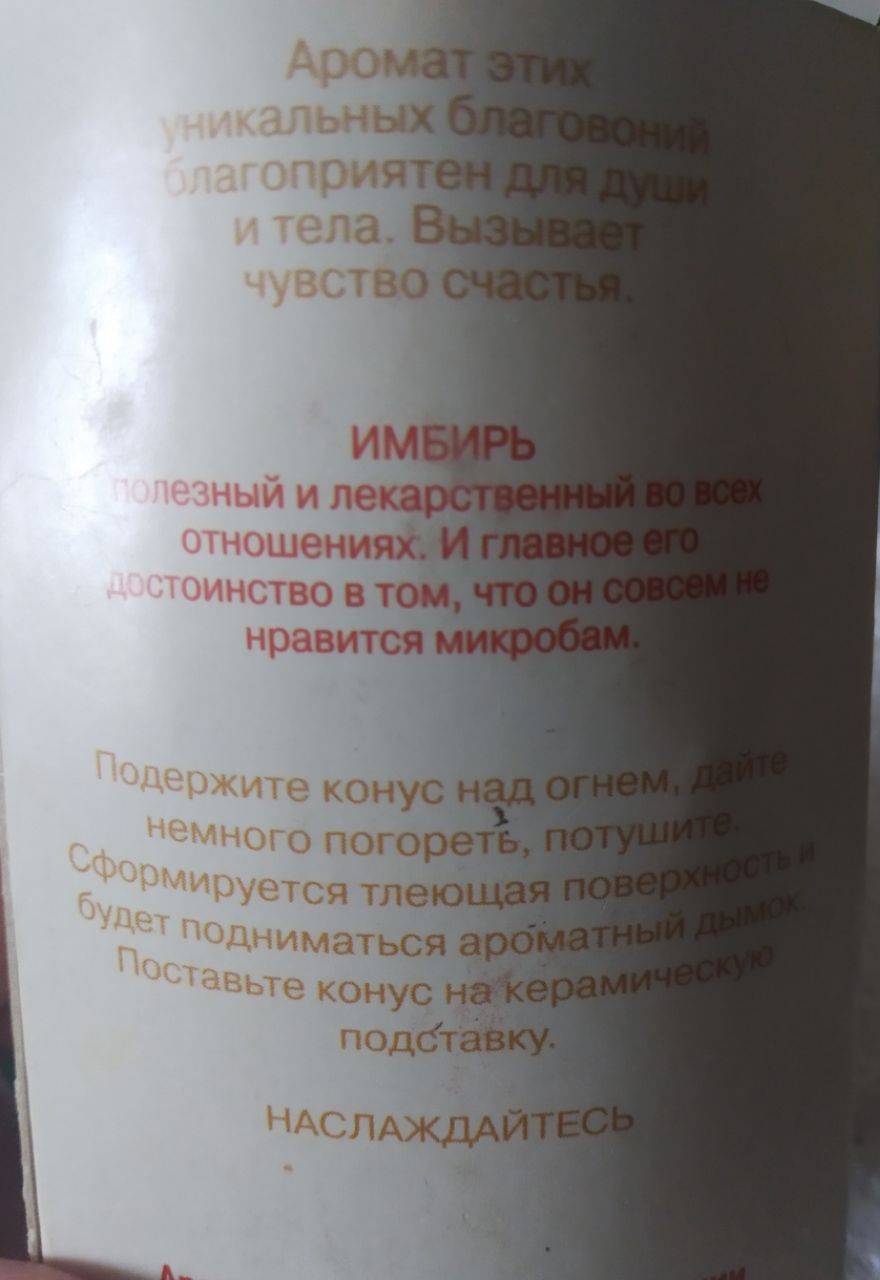 Аромат этих
уникальных благовоний
благоприятен для души
и тела. Вызывает
чувство счастья.
ИМБИРЬ
полезный и лекарственный во всех
отношениях. И главное его
достоинство в том, что он совсем не
нравится микробам.
Подержите конус над огнем, дайте
немного погореть, потушите.
Сформируется тлеющая поверхность и
будет подниматься ароматный дымок.
Поставьте конус на керамическую
подставку.
НАСЛАЖДАЙТЕСЬ